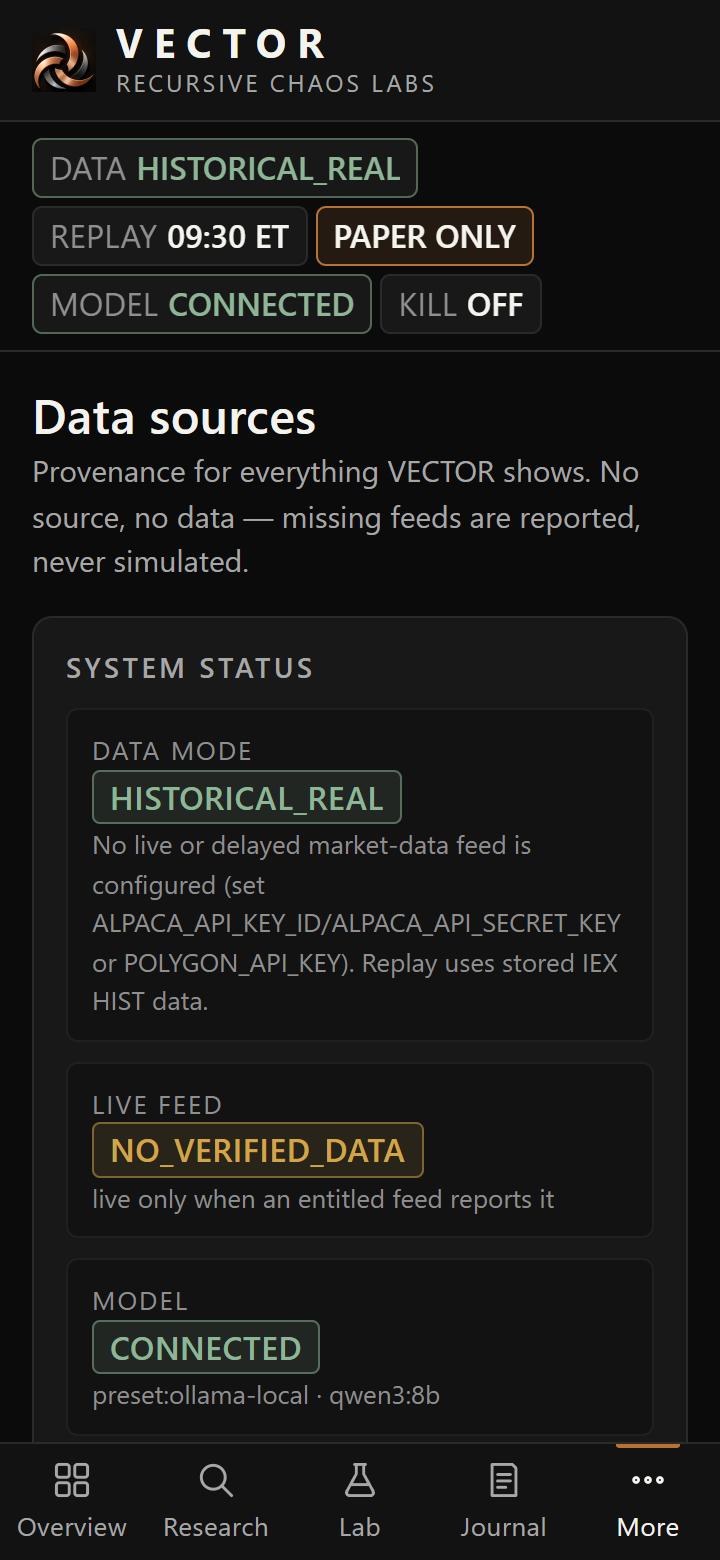 VECTOR
RECURSIVE CHAOS LABS
DATA HISTORICAL_REAL
REPLAY 09:30 ET PAPER ONLY
MODEL CONNECTED KILL OFF
Data sources
Provenance for everything VECTOR shows. No
source, no data — missing feeds are reported,
never simulated.
SYSTEM STATUS
DATA MODE
HISTORICAL_REAL
No live or delayed market-data feed is
configured (set
ALPACA_API_KEY_ID/ALPACA_API_SECRET_KEY
or POLYGON_API_KEY). Replay uses stored IEX
HIST data.
LIVE FEED
NO_VERIFIED_DATA
live only when an entitled feed reports it
MODEL
CONNECTED
preset:ollama-local · qwen3:8b
Overview Research Lab Journal More